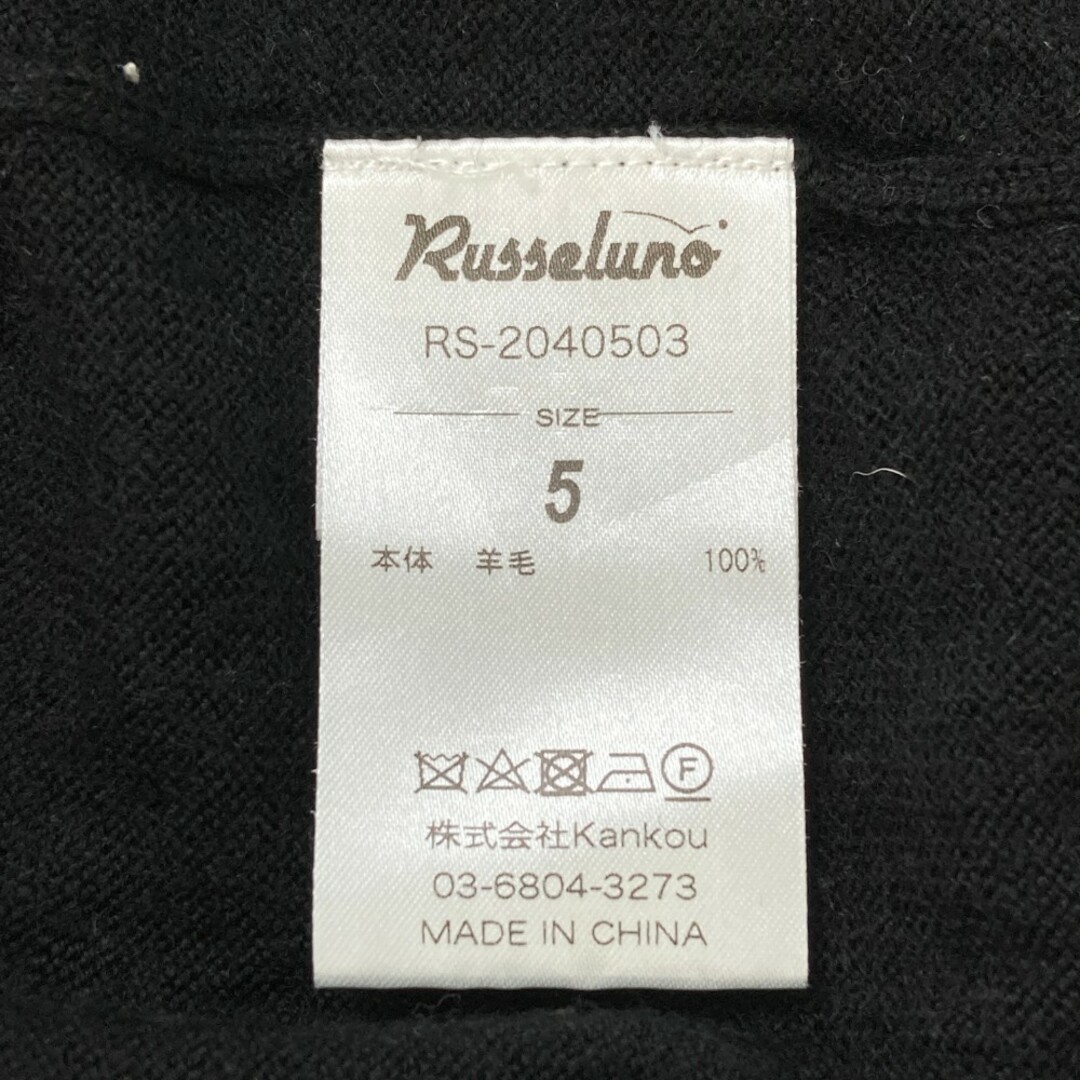 Russeluno
RS-2040503
SIZE
5
本体 羊毛 100%
F
株式会社Kankou
03-6804-3273
MADE IN CHINA